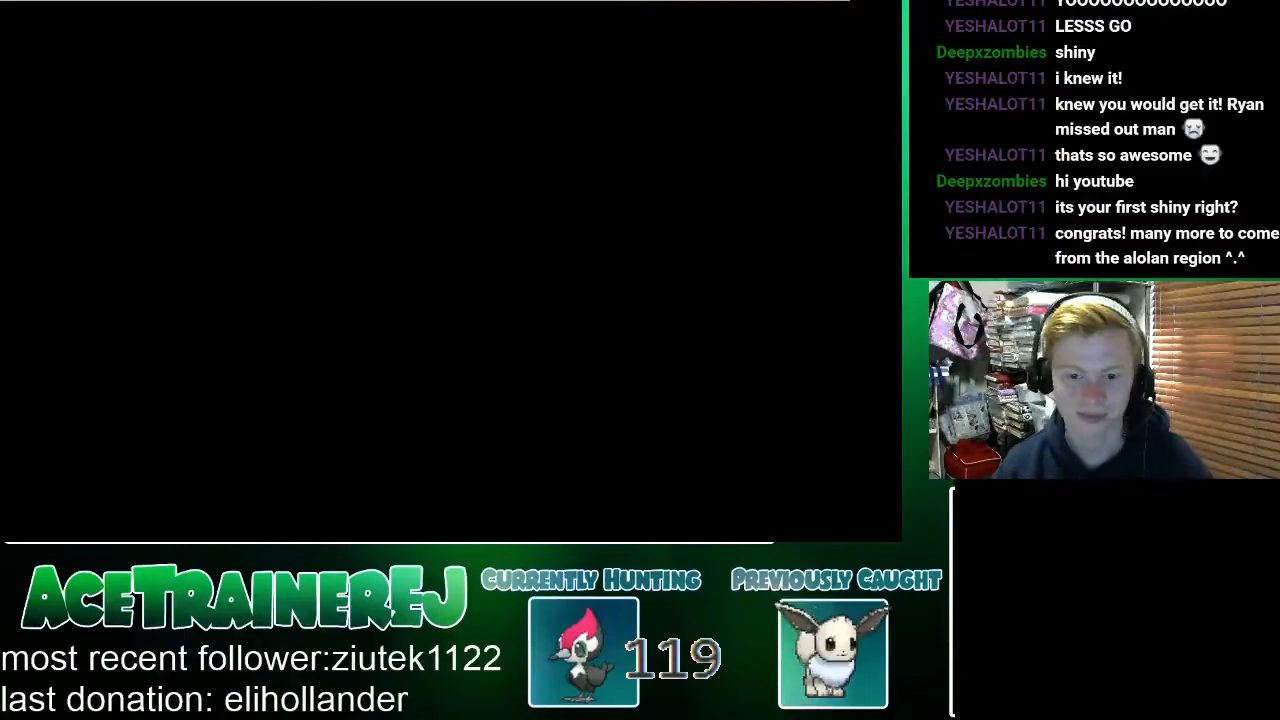 YESHALOT11 YOOOOOOOOOOOOOO
YESHALOT11 LESSS GO
Deepxzombies shiny
YESHALOT11 i knew it!
YESHALOT11 knew you would get it! Ryan
missed out man
YESHALOT11 thats so awesome
Deepxzombies hi youtube
YESHALOT11 its your first shiny right?
YESHALOT11 congrats! many more to come
from the alolan region ^.^
ACETRAINEREJ
CURRENTLY HUNTING
PREVIOUSLY CAUGHT
119
most recent follower:ziutek1122
last donation: elihollander